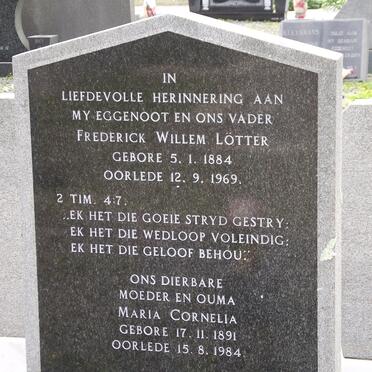 IN
LIEFDEVOLLE HERINNERING AAN
MY EGGENOOT EN ONS VADER
FREDERICK WILLEM LÖTTER
GEBORE 5. 1. 1884
OORLEDE 12. 9. 1969.
2 TIM. 4:7.
,,EK HET DIE GOEIE STRYD GESTRY:
EK HET DIE WEDLOOP VOLEINDIG:
EK HET DIE GELOOF BEHOU."
ONS DIERBARE
MOEDER EN OUMA
MARIA CORNELIA
GEBORE 17. 11. 1891
OORLEDE 15. 8. 1984